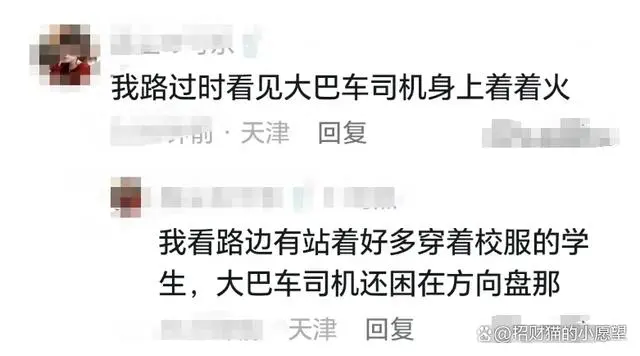 我路过时看见大巴车司机身上着着火
前·天津 回复
我看路边有站着好多穿着校服的学
生，大巴车司机还困在方向盘那
天津 回复
@招财猫的小愿望